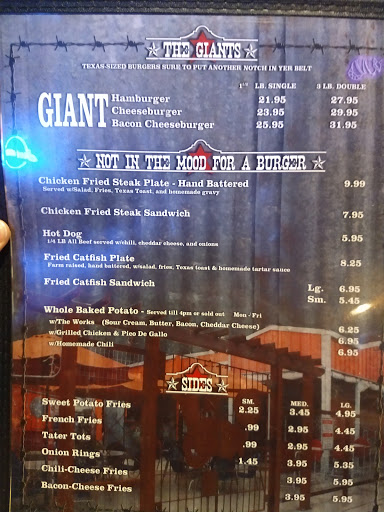 THE GIANTS
TEXAS-SIZED BURGERS SURE TO PUT ANOTHER NOTCH IN YER BELT
LB. SINGLE 3 LB. DOUBLE
GIANT
Hamburger 21.95 27.95
Cheeseburger 23.95 29.95
Bacon Cheeseburger 25.95 31.95
NOT IN THE MOOD FOR A BURGER
Chicken Fried Steak Plate - Hand Battered 9.99
Served w/Salad, Fries, Texas Toast, and homemade gravy
Chicken Fried Steak Sandwich 7.95
Hot Dog 5.95
1/4 LB All Beef served w/chili, cheddar cheese, and onions
Fried Catfish Plate 8.25
Farm raised, hand battered, w/salad, fries, Texas toast & homemade tartar sauce
Fried Catfish Sandwich Lg. 6.95
Sm. 5.45
Whole Baked Potato - Served till 4pm or sold out Mon - Fri
w/The Works (Sour Cream, Butter, Bacon, Cheddar Cheese) 6.25
w/Grilled Chicken & Pico De Gallo 6.95
w/Homemade Chili 6.95
SIDES
SM. MED. LG.
Sweet Potato Fries 2.25 3.45 4.95
French Fries .99 2.95 4.45
Tater Tots .99 2.95 4.45
Onion Rings 1.45 3.95 5.35
Chili-Cheese Fries 3.95 5.95
Bacon-Cheese Fries 3.95 5.95